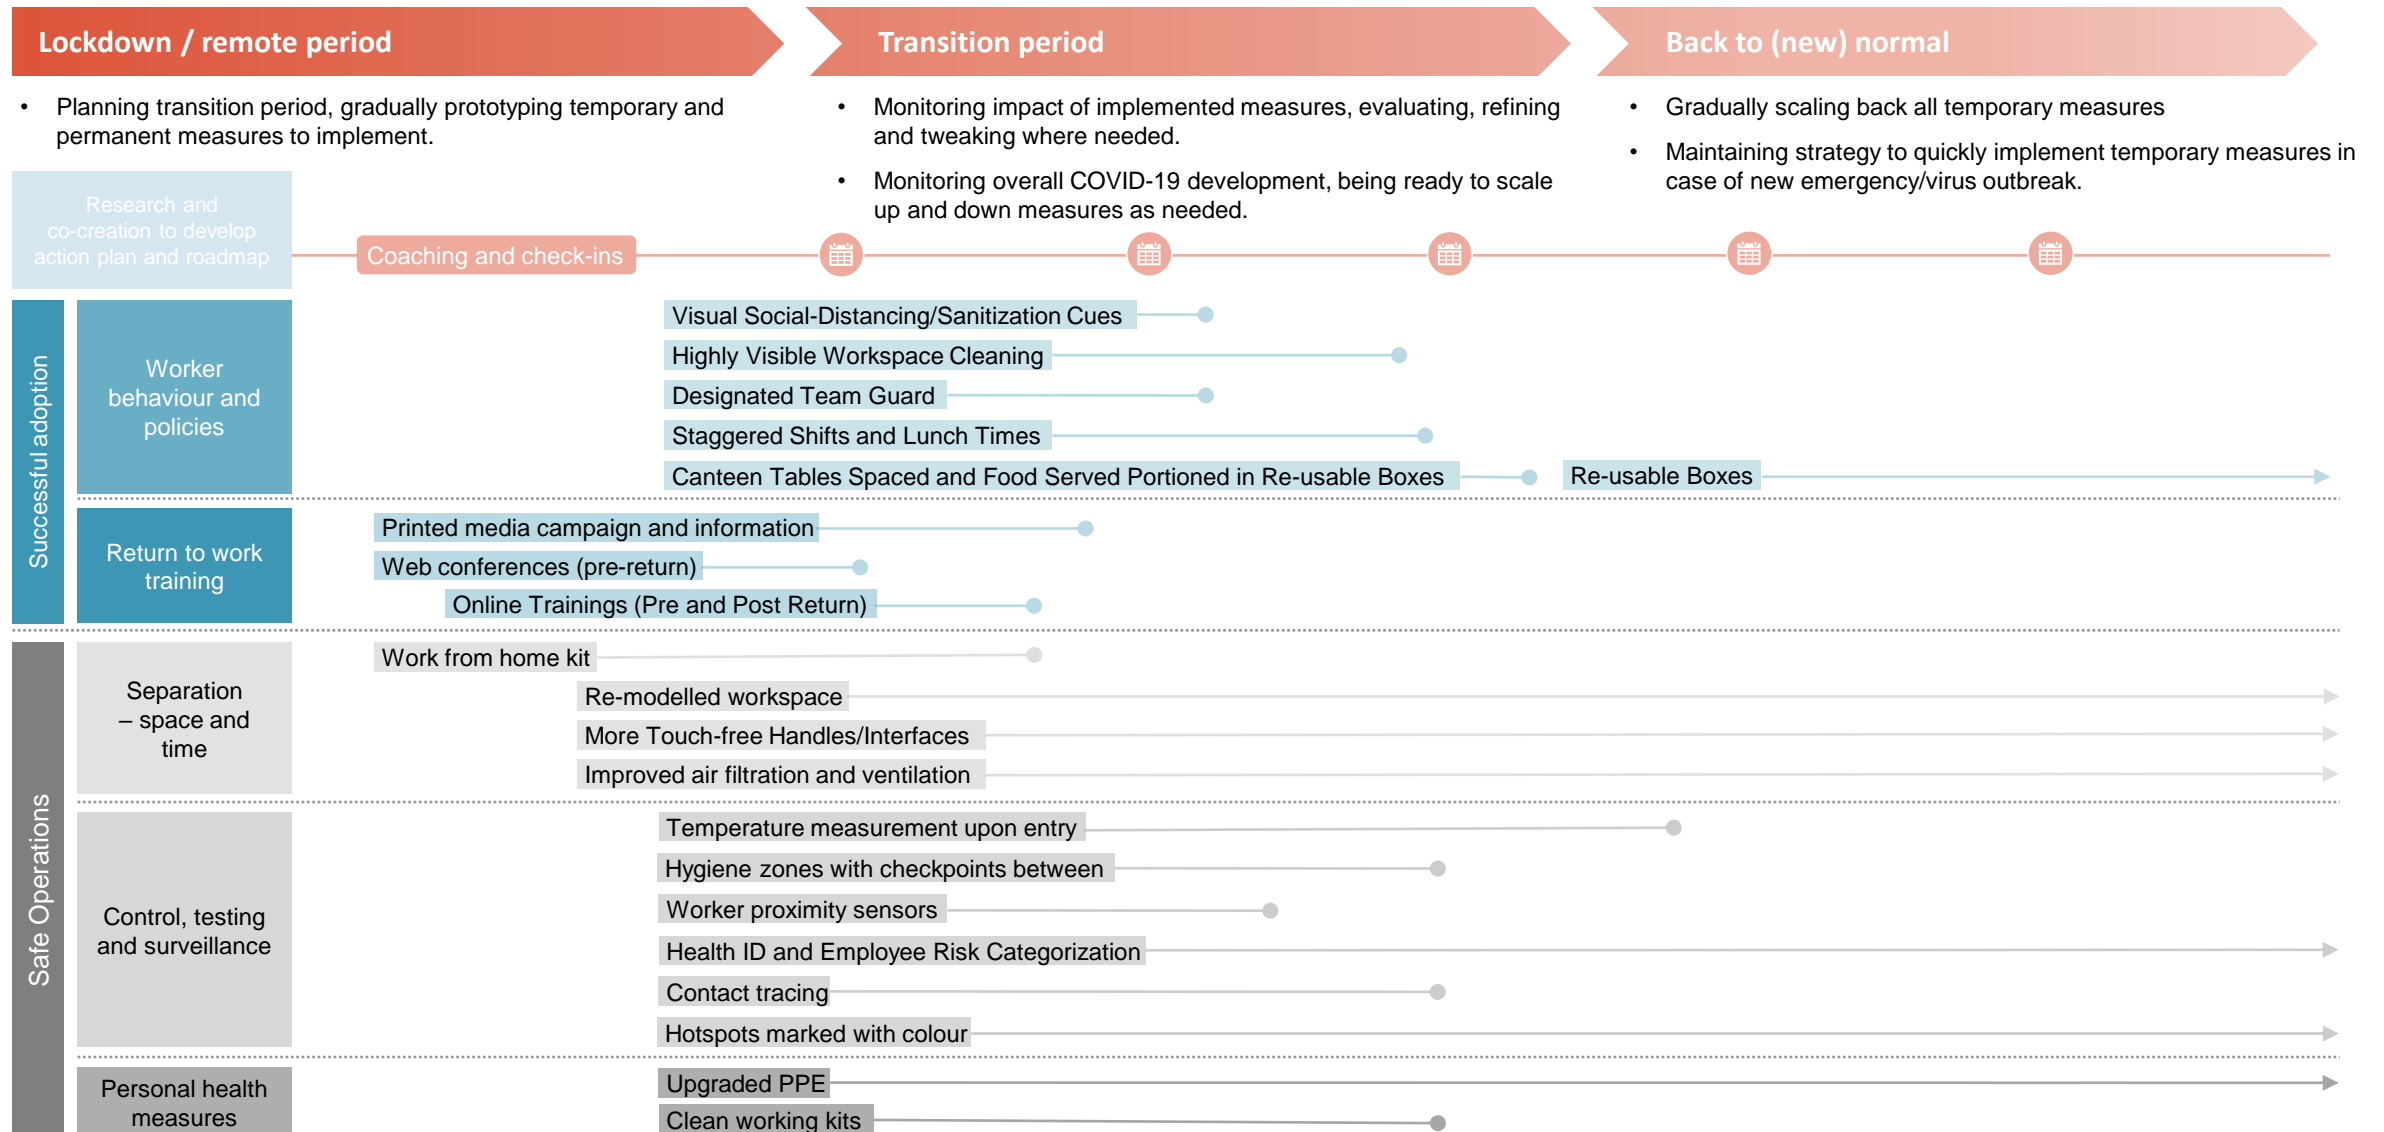 Lockdown / remote period
Transition period
Back to (new) normal
• Planning transition period, gradually prototyping temporary and
permanent measures to implement.
• Monitoring impact of implemented measures, evaluating, refining
and tweaking where needed.
• Monitoring overall COVID-19 development, being ready to scale
up and down measures as needed.
• Gradually scaling back all temporary measures
• Maintaining strategy to quickly implement temporary measures in
case of new emergency/virus outbreak.
Research and
co-creation to develop
action plan and roadmap
Coaching and check-ins
Successful adoption
Worker
behaviour and
policies
Visual Social-Distancing/Sanitization Cues
Highly Visible Workspace Cleaning
Designated Team Guard
Staggered Shifts and Lunch Times
Canteen Tables Spaced and Food Served Portioned in Re-usable Boxes
Re-usable Boxes
Return to work
training
Printed media campaign and information
Web conferences (pre-return)
Online Trainings (Pre and Post Return)
Safe Operations
Separation
– space and
time
Work from home kit
Re-modelled workspace
More Touch-free Handles/Interfaces
Improved air filtration and ventilation
Control, testing
and surveillance
Temperature measurement upon entry
Hygiene zones with checkpoints between
Worker proximity sensors
Health ID and Employee Risk Categorization
Contact tracing
Hotspots marked with colour
Personal health
measures
Upgraded PPE
Clean working kits